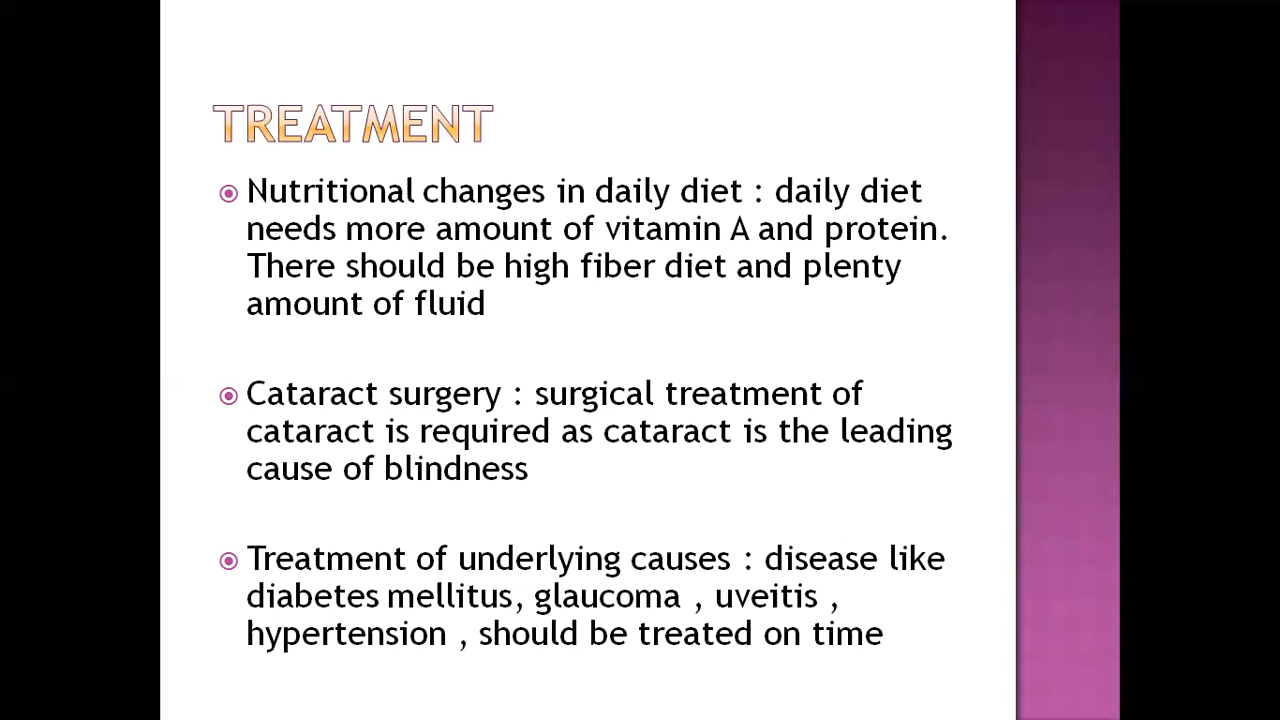 TREATMENT
Nutritional changes in daily diet : daily diet
needs more amount of vitamin A and protein.
There should be high fiber diet and plenty
amount of fluid
Cataract surgery : surgical treatment of
cataract is required as cataract is the leading
cause of blindness
Treatment of underlying causes : disease like
diabetes mellitus, glaucoma , uveitis ,
hypertension , should be treated on time